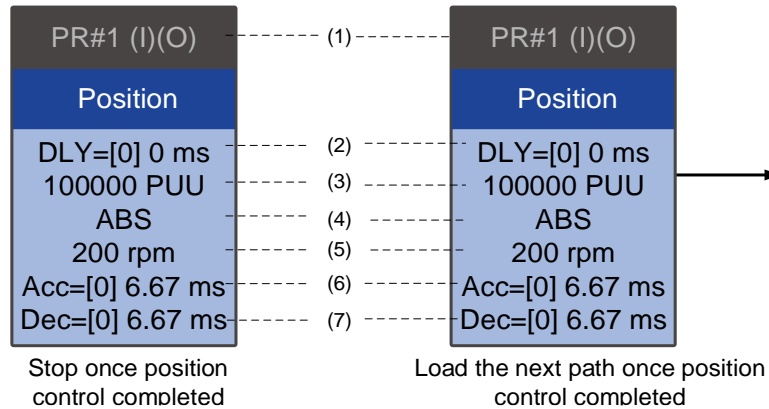 PR#1 (I)(O)
(1)
PR#1 (I)(O)
Position
Position
DLY=[0] 0 ms
(2)
DLY=[0] 0 ms
100000 PUU
(3)
100000 PUU
ABS
(4)
ABS
200 rpm
(5)
200 rpm
Acc=[0] 6.67 ms
(6)
Acc=[0] 6.67 ms
Dec=[0] 6.67 ms
(7)
Dec=[0] 6.67 ms
Stop once position
control completed
Load the next path once position
control completed